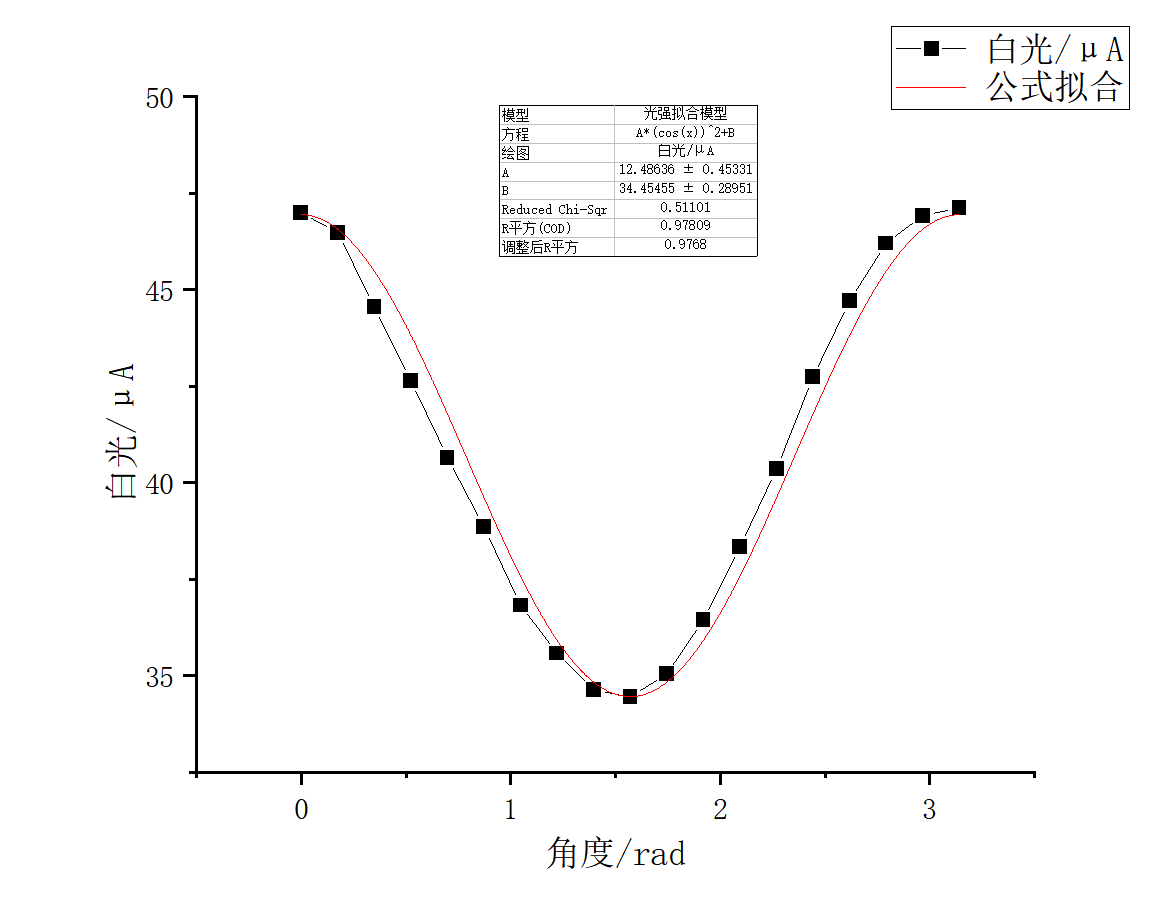 白光/μA
公式拟合
50
45
40
35
白光/μA
模型 光强拟合模型
方程 A*(cos(x))^2+B
绘图 白光/μA
A 12.48636 ± 0.45331
B 34.45455 ± 0.28951
Reduced Chi-Sqr 0.51101
R平方(COD) 0.97809
调整后R平方 0.9768
0 1 2 3
角度/rad